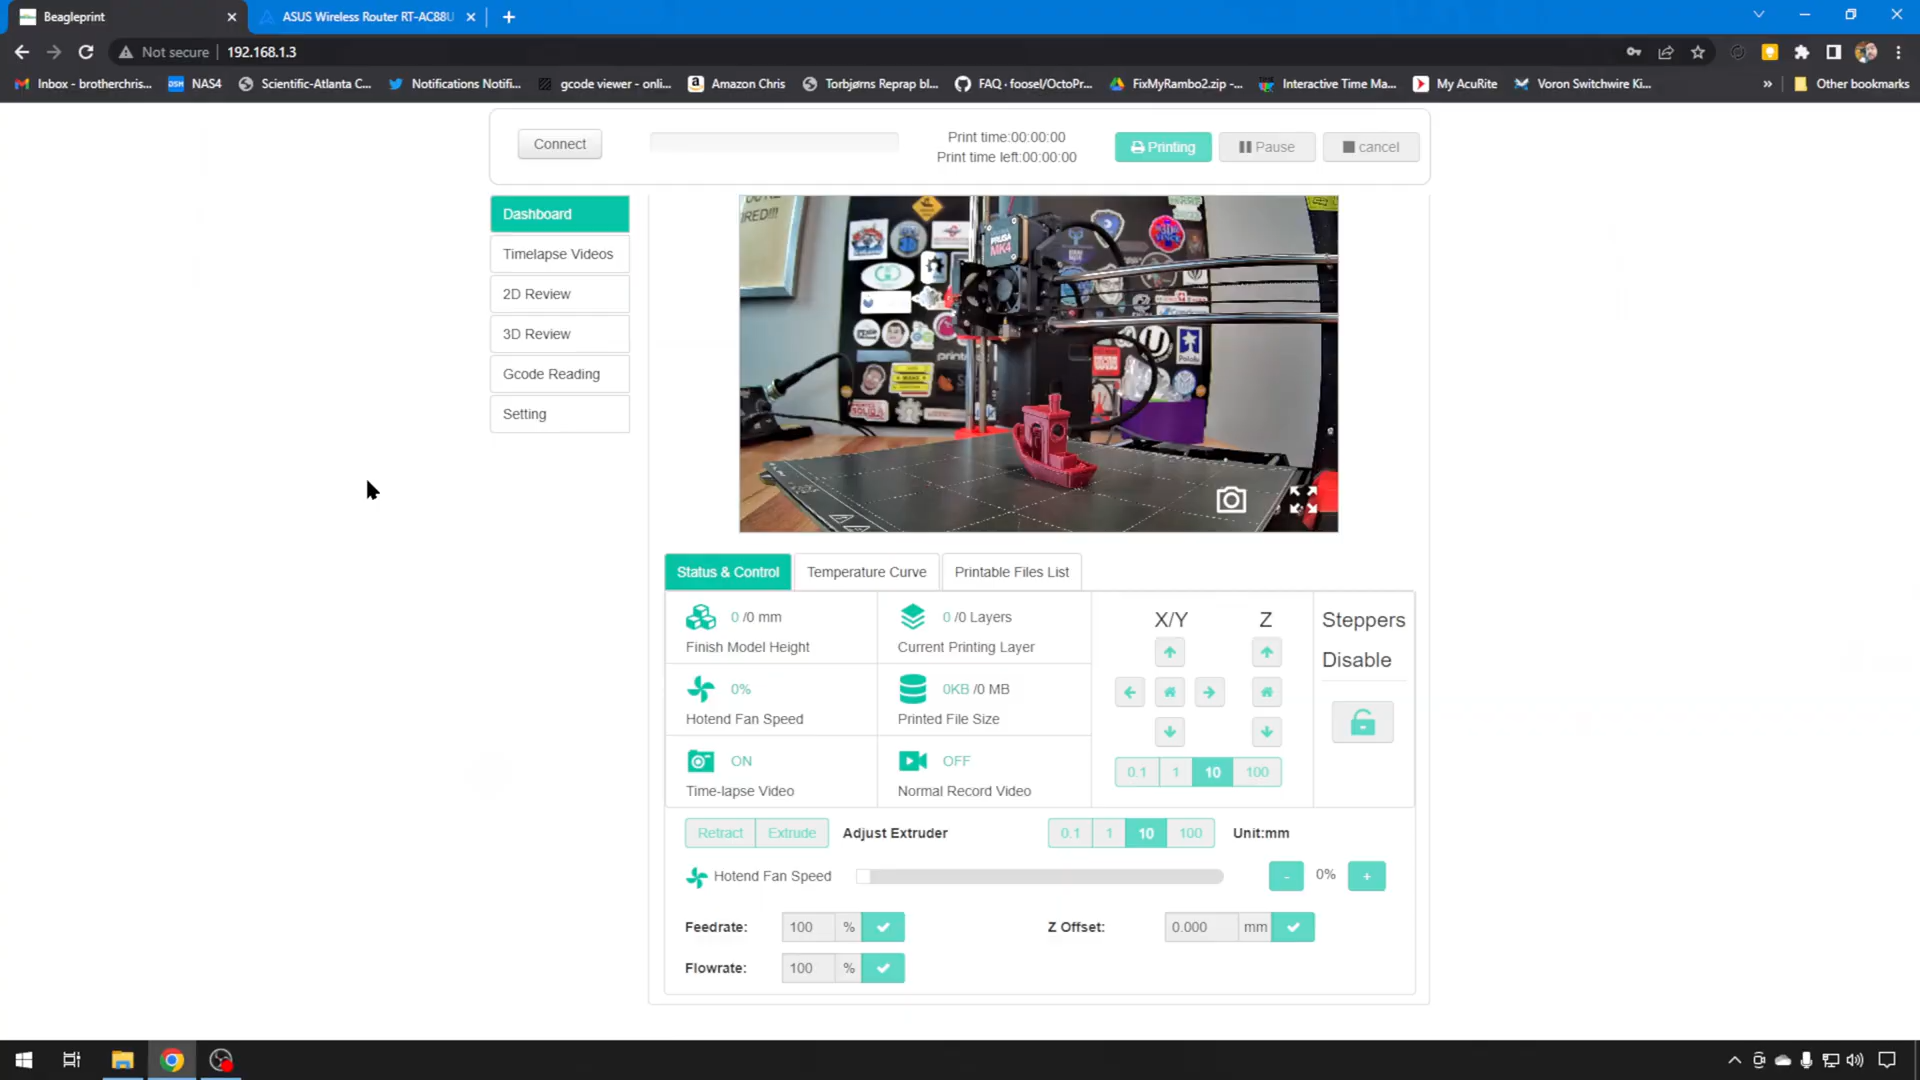 Beagleprint
ASUS Wireless Router RT-AC88U
Not secure
192.168.1.3
Inbox - brotherchris...
DSM
NAS4
Scientific-Atlanta C...
Notifications Notifi...
gcode viewer - onli...
Amazon Chris
Torbjørns Reprap bl...
FAQ · foosel/OctoPr...
FixMyRambo2.zip -...
Interactive Time Ma...
My AcuRite
Voron Switchwire Ki...
»
Other bookmarks
Connect
Print time:00:00:00
Print time left:00:00:00
Printing
Pause
cancel
Dashboard
Timelapse Videos
2D Review
3D Review
Gcode Reading
Setting
PRUSA
MK4
Status & Control
Temperature Curve
Printable Files List
0 /0 mm
Finish Model Height
0 /0 Layers
Current Printing Layer
0%
Hotend Fan Speed
0KB /0 MB
Printed File Size
ON
Time-lapse Video
OFF
Normal Record Video
X/Y
Z
0.1
1
10
100
Steppers
Disable
Retract
Extrude
Adjust Extruder
0.1
1
10
100
Unit:mm
Hotend Fan Speed
-
0%
+
Feedrate:
100
%
Z Offset:
0.000
mm
Flowrate:
100
%